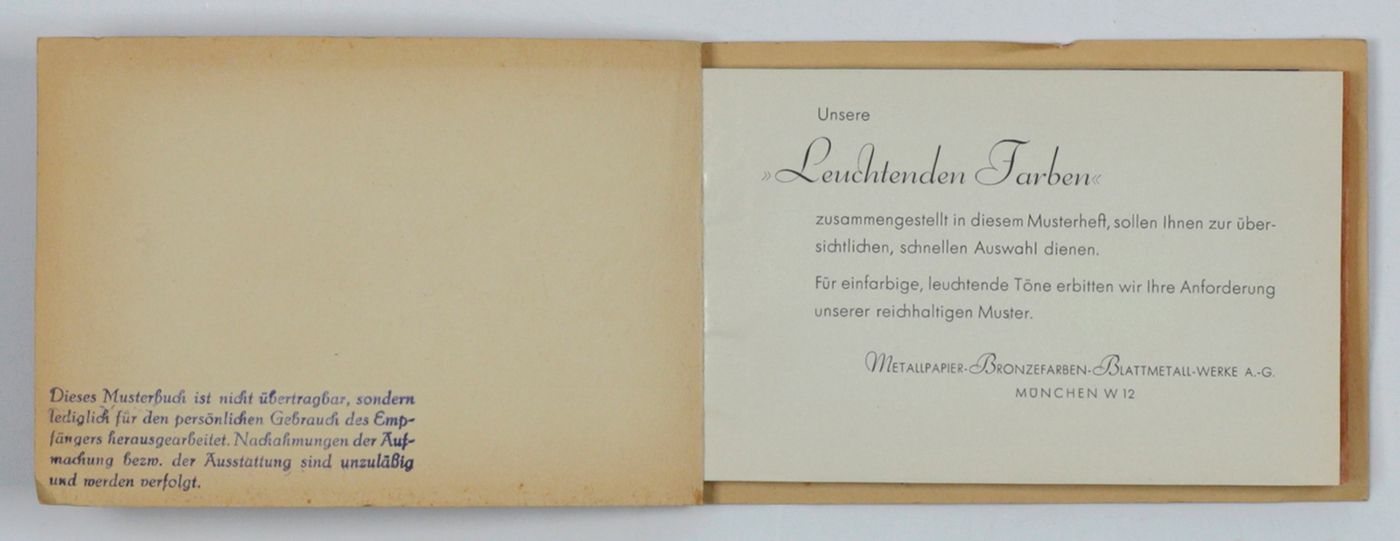 Dieses Musterbuch ist nicht übertragbar, sondern
lediglich für den persönlichen Gebrauch des Emp-
fängers herausgearbeitet. Nachahmungen der Auf-
machung bezw. der Ausstattung sind unzuläßig
und werden verfolgt.
Unsere
»Leuchtenden Farben«
zusammengestellt in diesem Musterheft, sollen Ihnen zur über-
sichtlichen, schnellen Auswahl dienen.
Für einfarbige, leuchtende Töne erbitten wir Ihre Anforderung
unserer reichhaltigen Muster.
METALLPAPIER-BRONZEFARBEN-BLATTMETALL-WERKE A.-G.
MÜNCHEN W 12